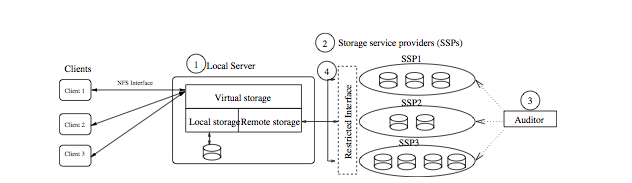 2 Storage service providers (SSPs)
1 Local Server
SSP1
Clients
4
NFS Interface
Client 1
Virtual storage
3
SSP2
Client 2
Local storage Remote storage
Restricted Interface
Auditor
SSP3
Client 3